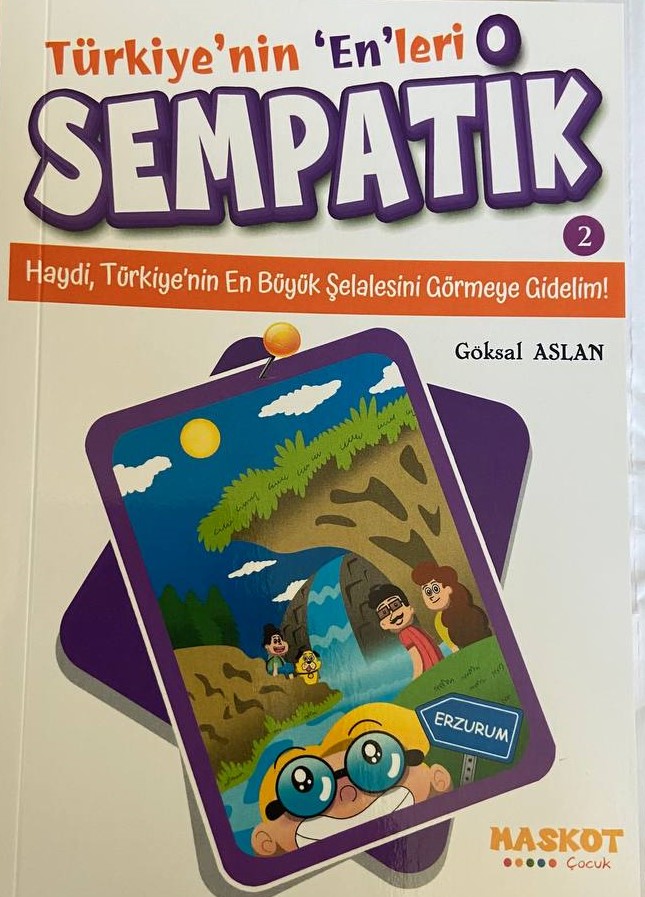 Türkiye'nin 'En'leri
SEMPATİK
2
Haydi, Türkiye'nin En Büyük Şelalesini Görmeye Gidelim!
Göksal ASLAN
ERZURUM
MASKOT
Çocuk